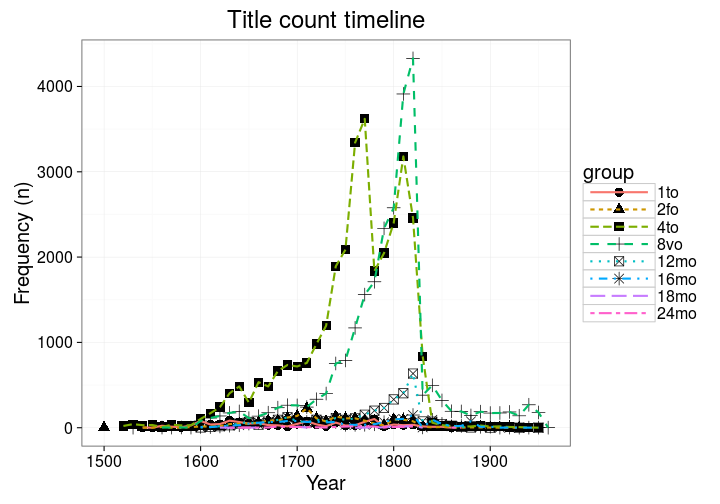 Title count timeline
Frequency (n)
4000
3000
2000
1000
0
1500 1600 1700 1800 1900
Year
group
1to
2fo
4to
8vo
12mo
16mo
18mo
24mo